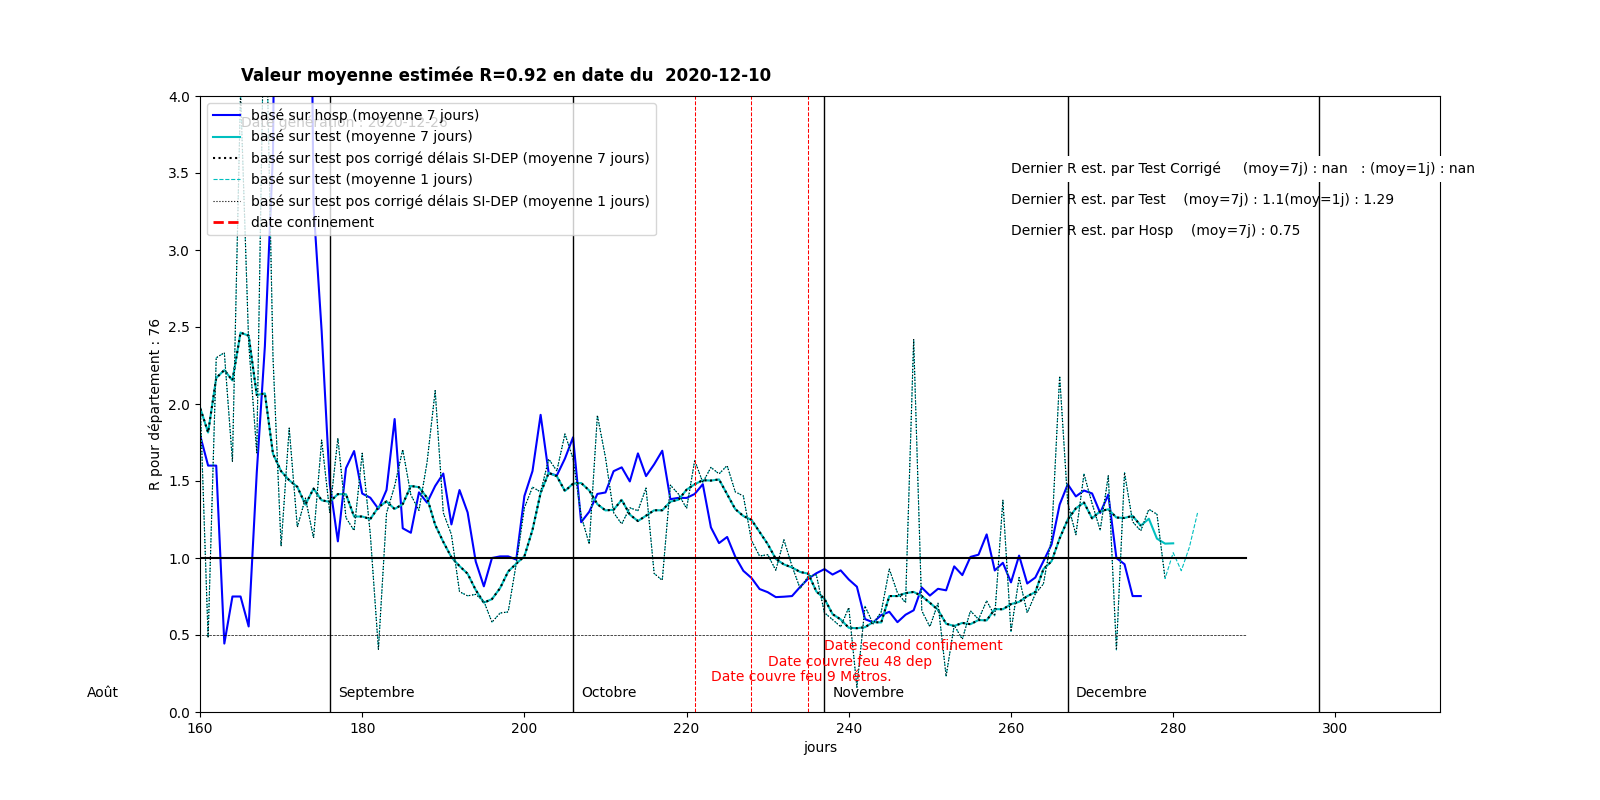 Valeur moyenne estimée R=0.92 en date du  2020-12-10
4.0
3.5
3.0
2.5
2.0
1.5
1.0
0.5
0.0
R pour département : 76
basé sur hosp (moyenne 7 jours)
basé sur test (moyenne 7 jours)
basé sur test pos corrigé délais SI-DEP (moyenne 7 jours)
basé sur test (moyenne 1 jours)
basé sur test pos corrigé délais SI-DEP (moyenne 1 jours)
date confinement
Dernier R est. par Test Corrigé     (moy=7j) : nan   : (moy=1j) : nan
Dernier R est. par Test    (moy=7j) : 1.1(moy=1j) : 1.29
Dernier R est. par Hosp    (moy=7j) : 0.75
Date second confinement
Date couvre feu 48 dep
Date couvre feu 9 Métros.
Août
Septembre
Octobre
Novembre
Decembre
160
180
200
220
240
260
280
300
jours